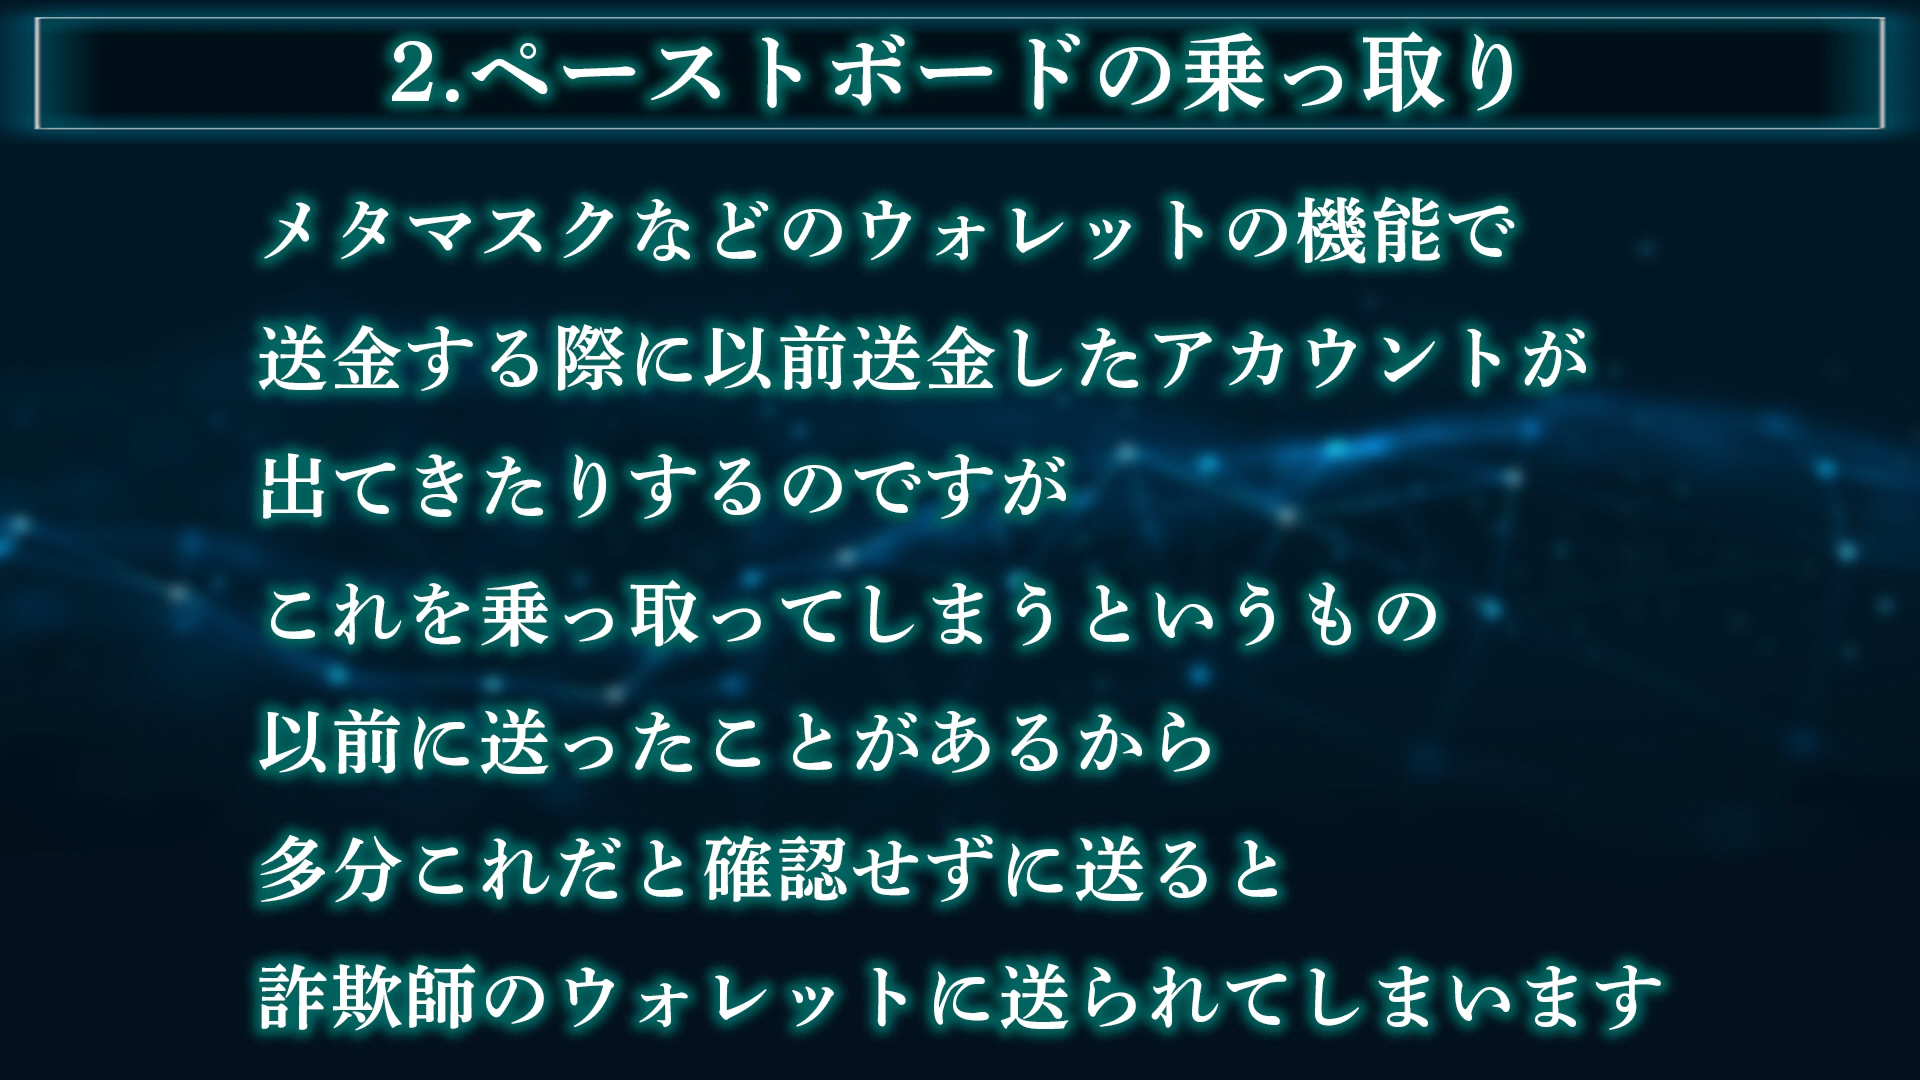 2.ペーストボードの乗っ取り
メタマスクなどのウォレットの機能で
送金する際に以前送金したアカウントが
出てきたりするのですが
これを乗っ取ってしまうというもの
以前に送ったことがあるから
多分これだと確認せずに送ると
詐欺師のウォレットに送られてしまいます